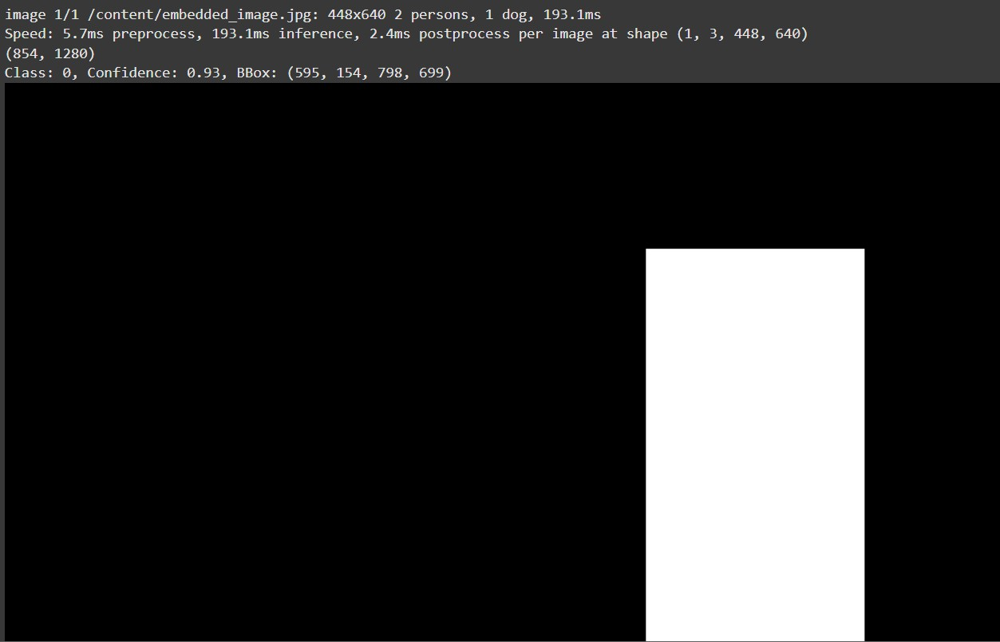 image 1/1 /content/embedded_image.jpg: 448x640 2 persons, 1 dog, 193.1ms
Speed: 5.7ms preprocess, 193.1ms inference, 2.4ms postprocess per image at shape (1, 3, 448, 640)
(854, 1280)
Class: 0, Confidence: 0.93, BBox: (595, 154, 798, 699)